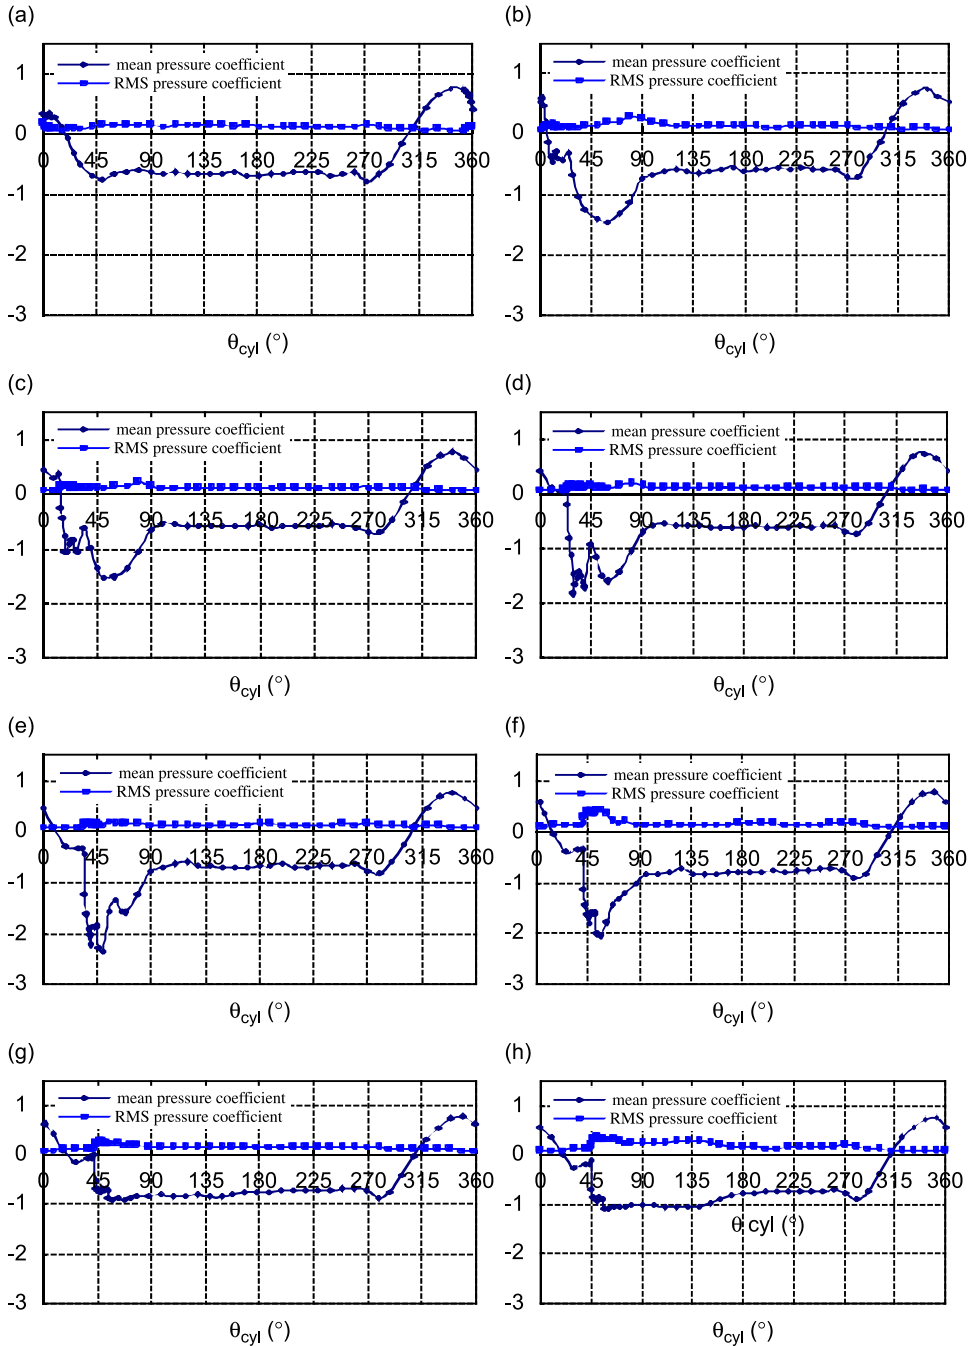 (a)
mean pressure coefficient
RMS pressure coefficient
1
0
-1
-2
-3
0 45 90 135 180 225 270 315 360
θcyl (°)
(b)
mean pressure coefficient
RMS pressure coefficient
1
0
-1
-2
-3
0 45 90 135 180 225 270 315 360
θcyl (°)
(c)
mean pressure coefficient
RMS pressure coefficient
1
0
-1
-2
-3
0 45 90 135 180 225 270 315 360
θcyl (°)
(d)
mean pressure coefficient
RMS pressure coefficient
1
0
-1
-2
-3
0 45 90 135 180 225 270 315 360
θcyl (°)
(e)
mean pressure coefficient
RMS pressure coefficient
1
0
-1
-2
-3
0 45 90 135 180 225 270 315 360
θcyl (°)
(f)
mean pressure coefficient
RMS pressure coefficient
1
0
-1
-2
-3
0 45 90 135 180 225 270 315 360
θcyl (°)
(g)
mean pressure coefficient
RMS pressure coefficient
1
0
-1
-2
-3
0 45 90 135 180 225 270 315 360
θcyl (°)
(h)
mean pressure coefficient
RMS pressure coefficient
1
0
-1
-2
-3
0 45 90 135 180 225 270 315 360
θ cyl (°)
θcyl (°)